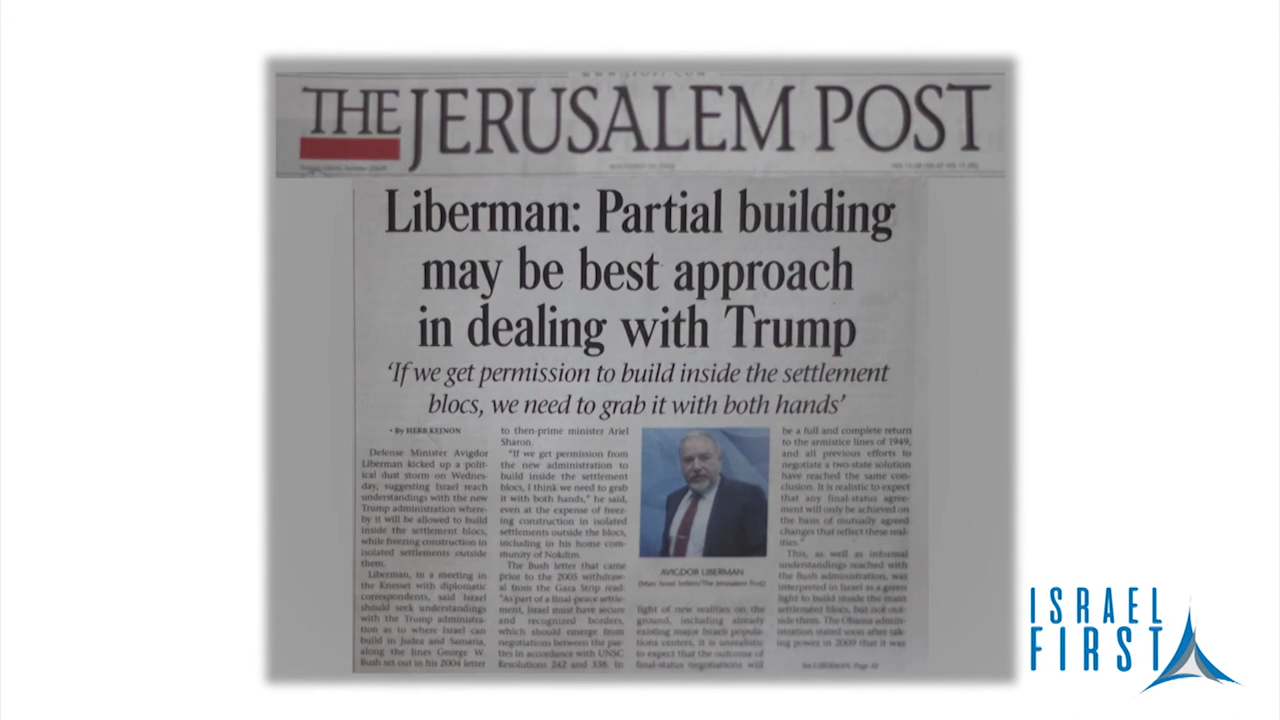 THE JERUSALEM POST
Liberman: Partial building
may be best approach
in dealing with Trump
'If we get permission to build inside the settlement
blocs, we need to grab it with both hands'
• By HERB KEINON
Defense Minister Avigdor
Liberman kicked up a polit-
ical dust storm on Wednes-
day, suggesting Israel reach
understandings with the new
Trump administration where-
by it will be allowed to build
inside the settlement blocs,
while freezing construction in
isolated settlements outside
them.
Liberman, in a meeting in
the Knesset with diplomatic
correspondents, said Israel
should seek understandings
with the Trump administra-
tion as to where Israel can
build in Judea and Samaria,
along the lines George W.
Bush set out in his 2004 letter
to then-prime minister Ariel
Sharon.
"If we get permission from
the new administration to
build inside the settlement
blocs, I think we need to grab
it with both hands," he said,
even at the expense of freez-
ing construction in isolated
settlements outside the blocs,
including in his home com-
munity of Nokdim.
The Bush letter that came
prior to the 2005 withdraw-
al from the Gaza Strip read:
"As part of a final peace settle-
ment, Israel must have secure
and recognized borders,
which should emerge from
negotiations between the par-
ties in accordance with UNSC
Resolutions 242 and 338. In
AVIGDOR LIBERMAN
(Marc Israel Sellem/The Jerusalem Post)
light of new realities on the
ground, including already
existing major Israeli popula-
tions centers, it is unrealistic
to expect that the outcome of
final-status negotiations will
be a full and complete return
to the armistice lines of 1949,
and all previous efforts to
negotiate a two-state solution
have reached the same con-
clusion. It is realistic to expect
that any final-status agree-
ment will only be achieved on
the basis of mutually agreed
changes that reflect these real-
ities."
This, as well as informal
understandings reached with
the Bush administration, was
interpreted in Israel as a green
light to build inside the main
settlement blocs, but not out-
side them. The Obama admin-
istration stated soon after tak-
ing power in 2009 that it was
See LIBERMAN, Page 10
ISRAEL
FIRST